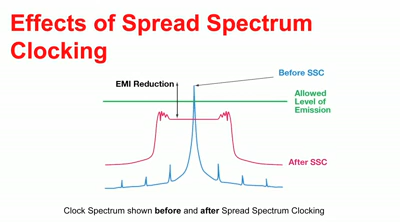 Effects of Spread Spectrum
Clocking
Before SSC
EMI Reduction
Allowed
Level of
Emission
After SSC
Clock Spectrum shown before and after Spread Spectrum Clocking